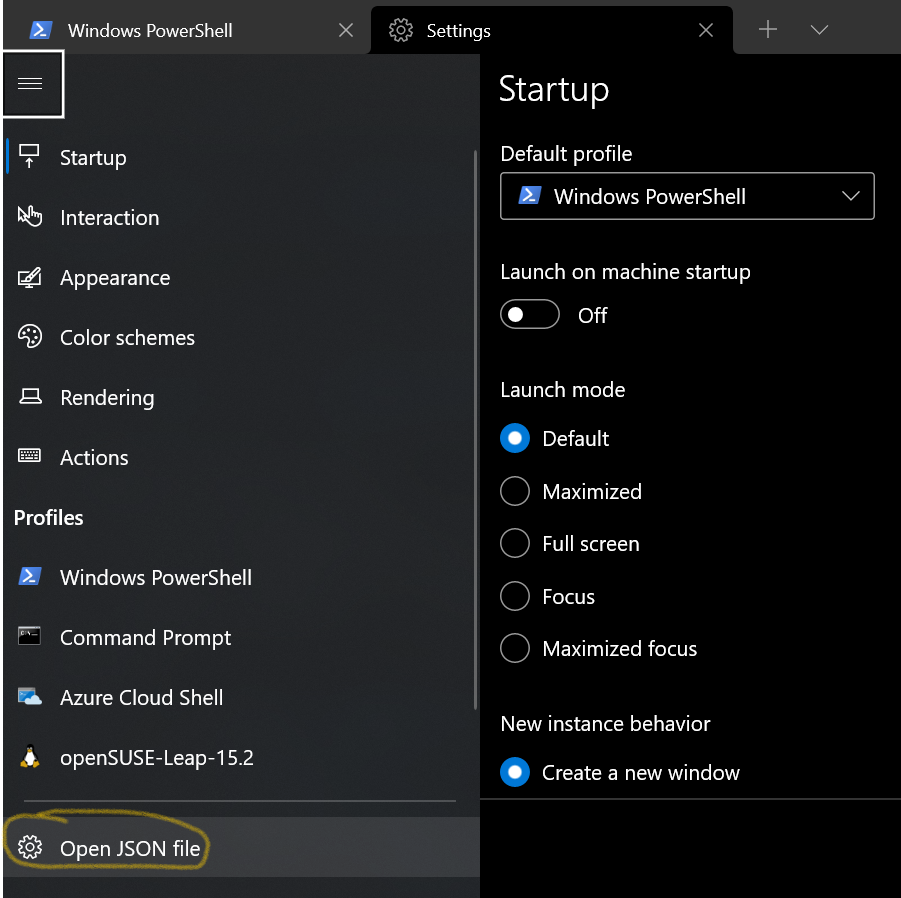 Windows PowerShell
Settings
Startup
Interaction
Appearance
Color schemes
Rendering
Actions
Profiles
Windows PowerShell
Command Prompt
Azure Cloud Shell
openSUSE-Leap-15.2
Open JSON file
Startup
Default profile
Windows PowerShell
Launch on machine startup
Off
Launch mode
Default
Maximized
Full screen
Focus
Maximized focus
New instance behavior
Create a new window